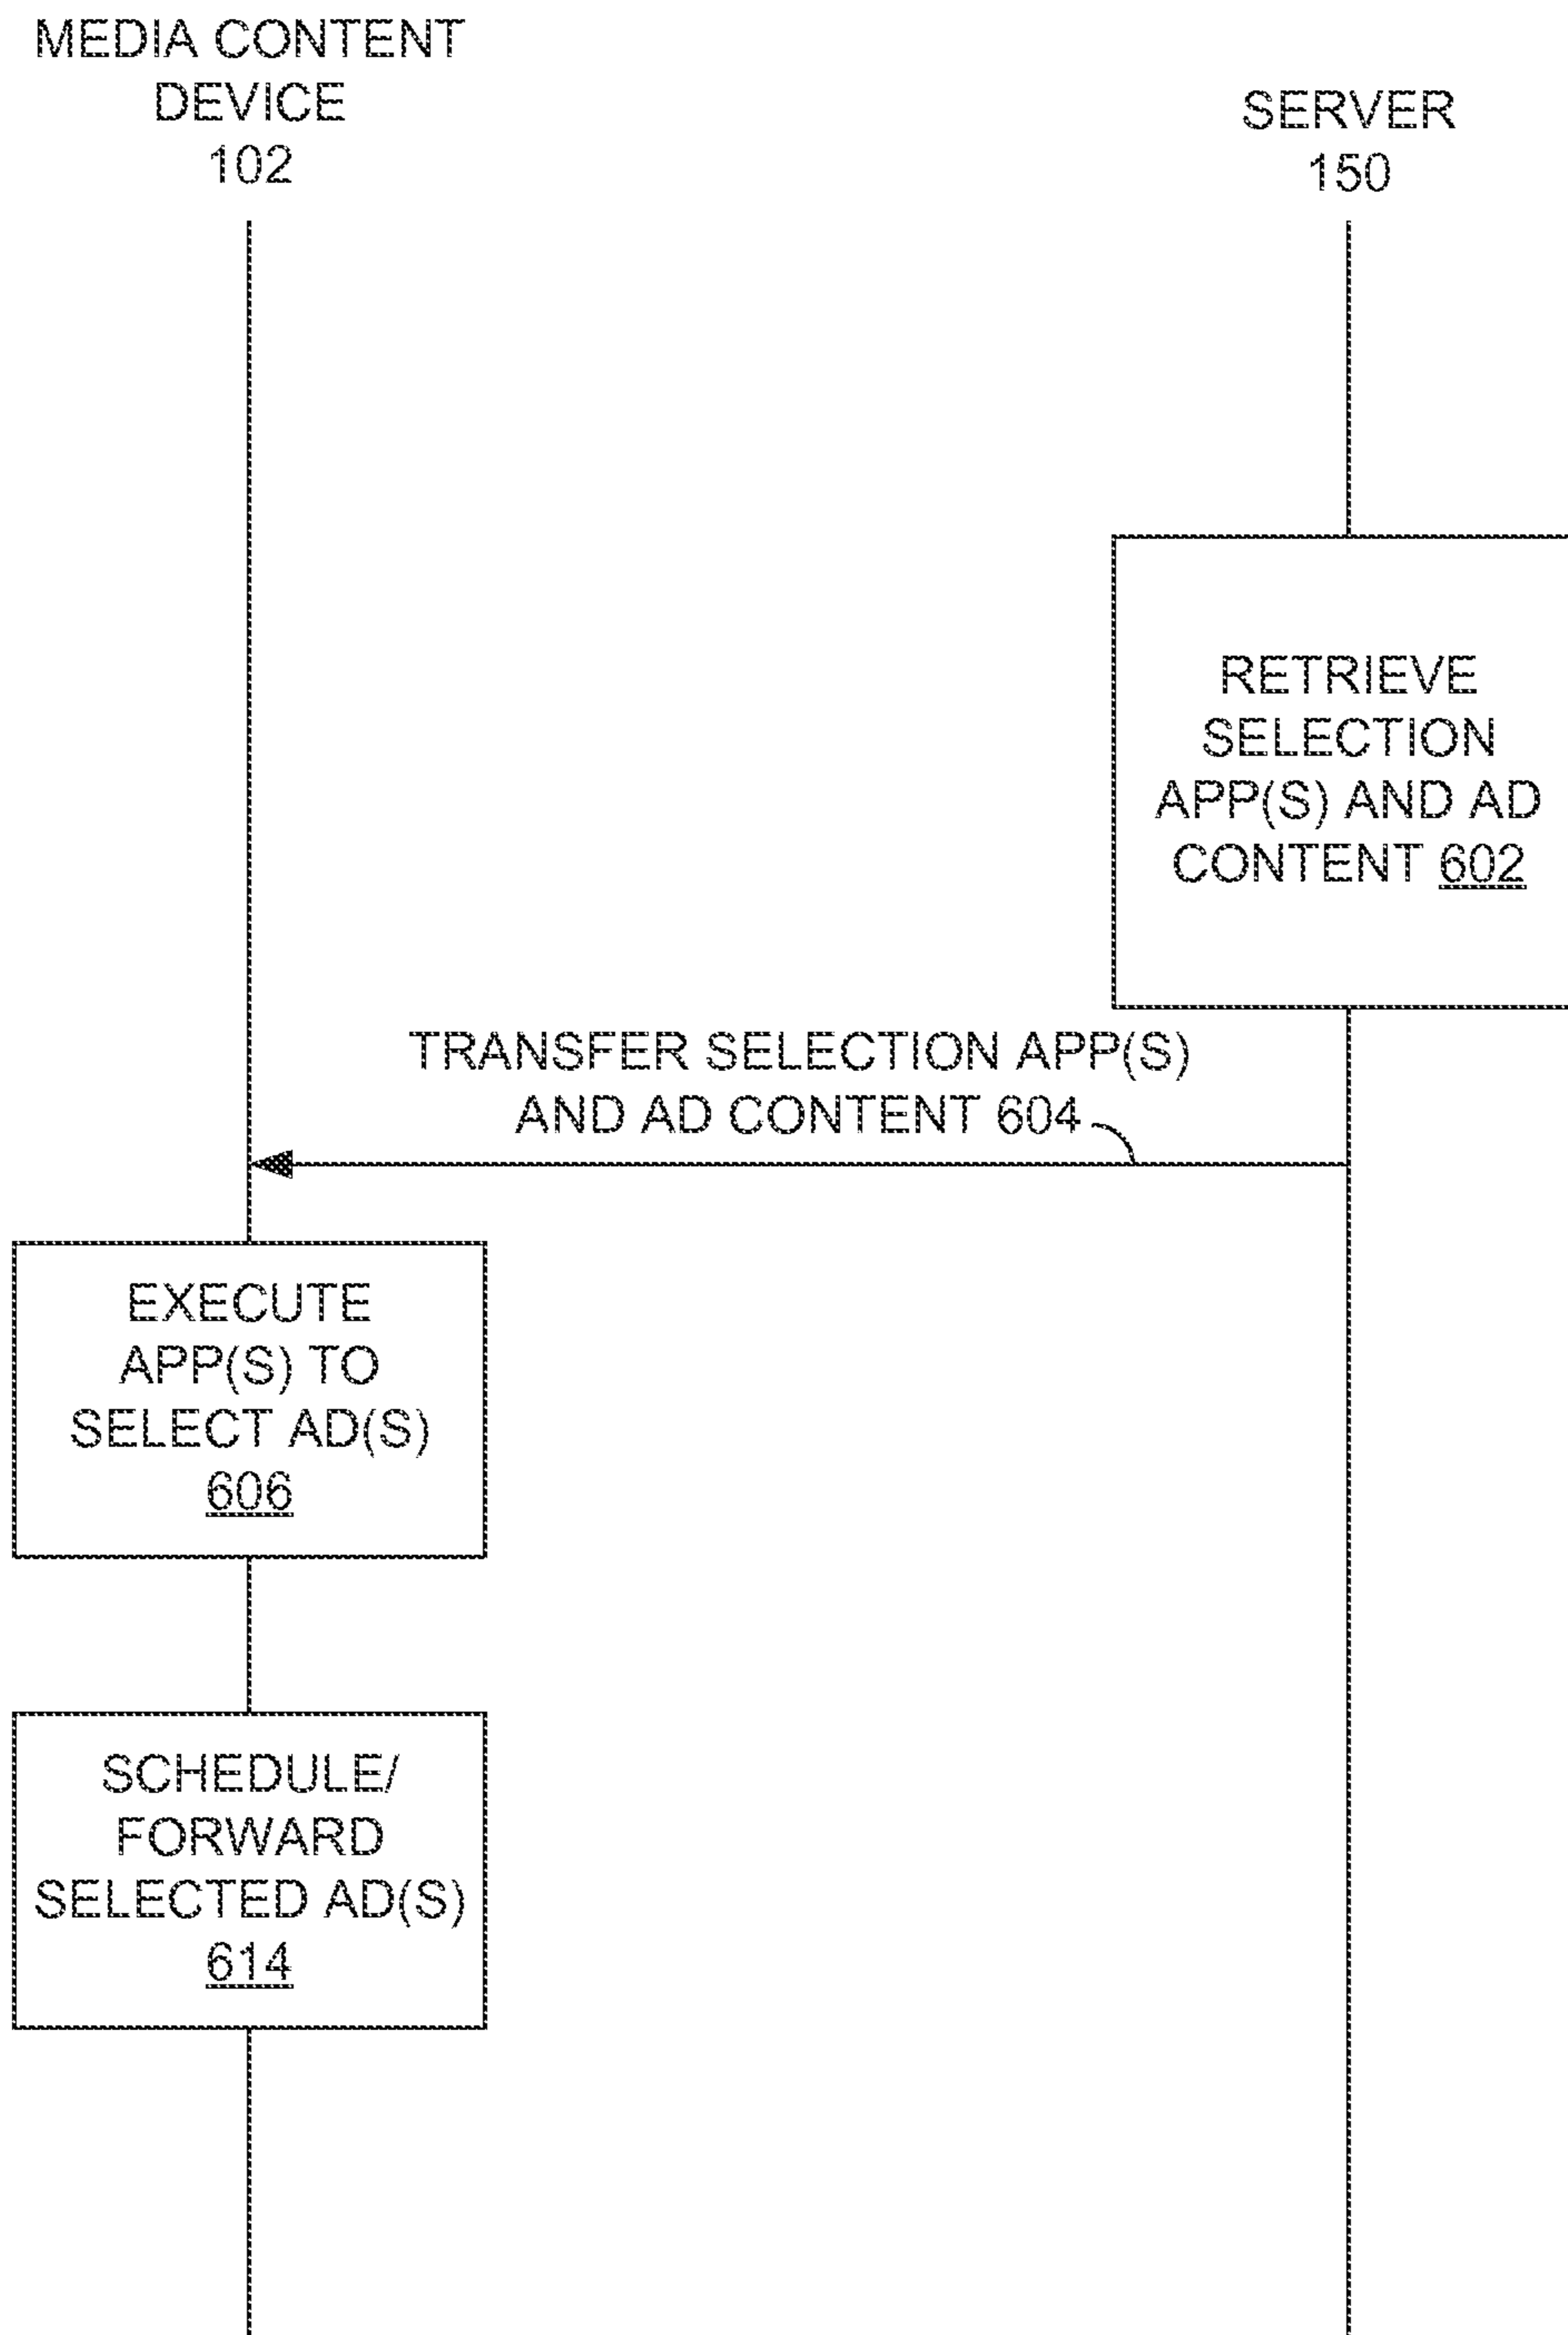 MEDIA CONTENT
DEVICE
102
SERVER
150
RETRIEVE
SELECTION
APP(S) AND AD
CONTENT 602
TRANSFER SELECTION APP(S)
AND AD CONTENT 604
EXECUTE
APP(S) TO
SELECT AD(S)
606
SCHEDULE/
FORWARD
SELECTED AD(S)
614